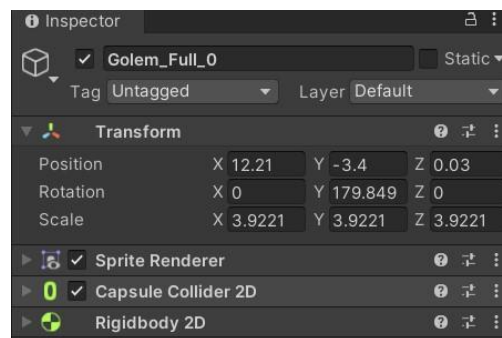 Inspector
Golem_Full_0 Static
Tag Untagged Layer Default
Transform
Position X 12.21 Y -3.4 Z 0.03
Rotation X 0 Y 179.849 Z 0
Scale X 3.9221 Y 3.9221 Z 3.9221
Sprite Renderer
Capsule Collider 2D
Rigidbody 2D